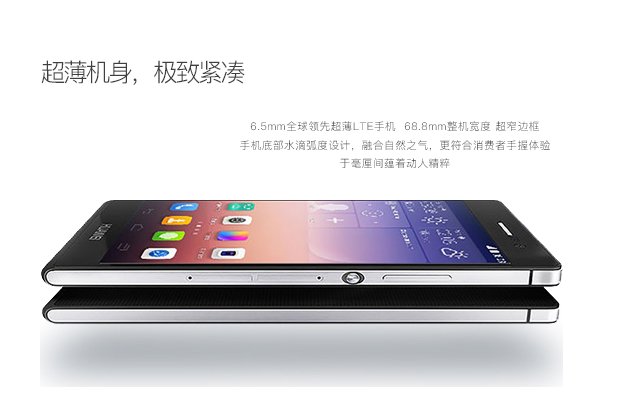 超薄机身，极致紧凑
6.5mm全球领先超薄LTE手机 68.8mm整机宽度 超窄边框
手机底部水滴弧度设计，融合自然之气，更符合消费者手握体验
于毫厘间蕴着动人精粹
HUAWEI